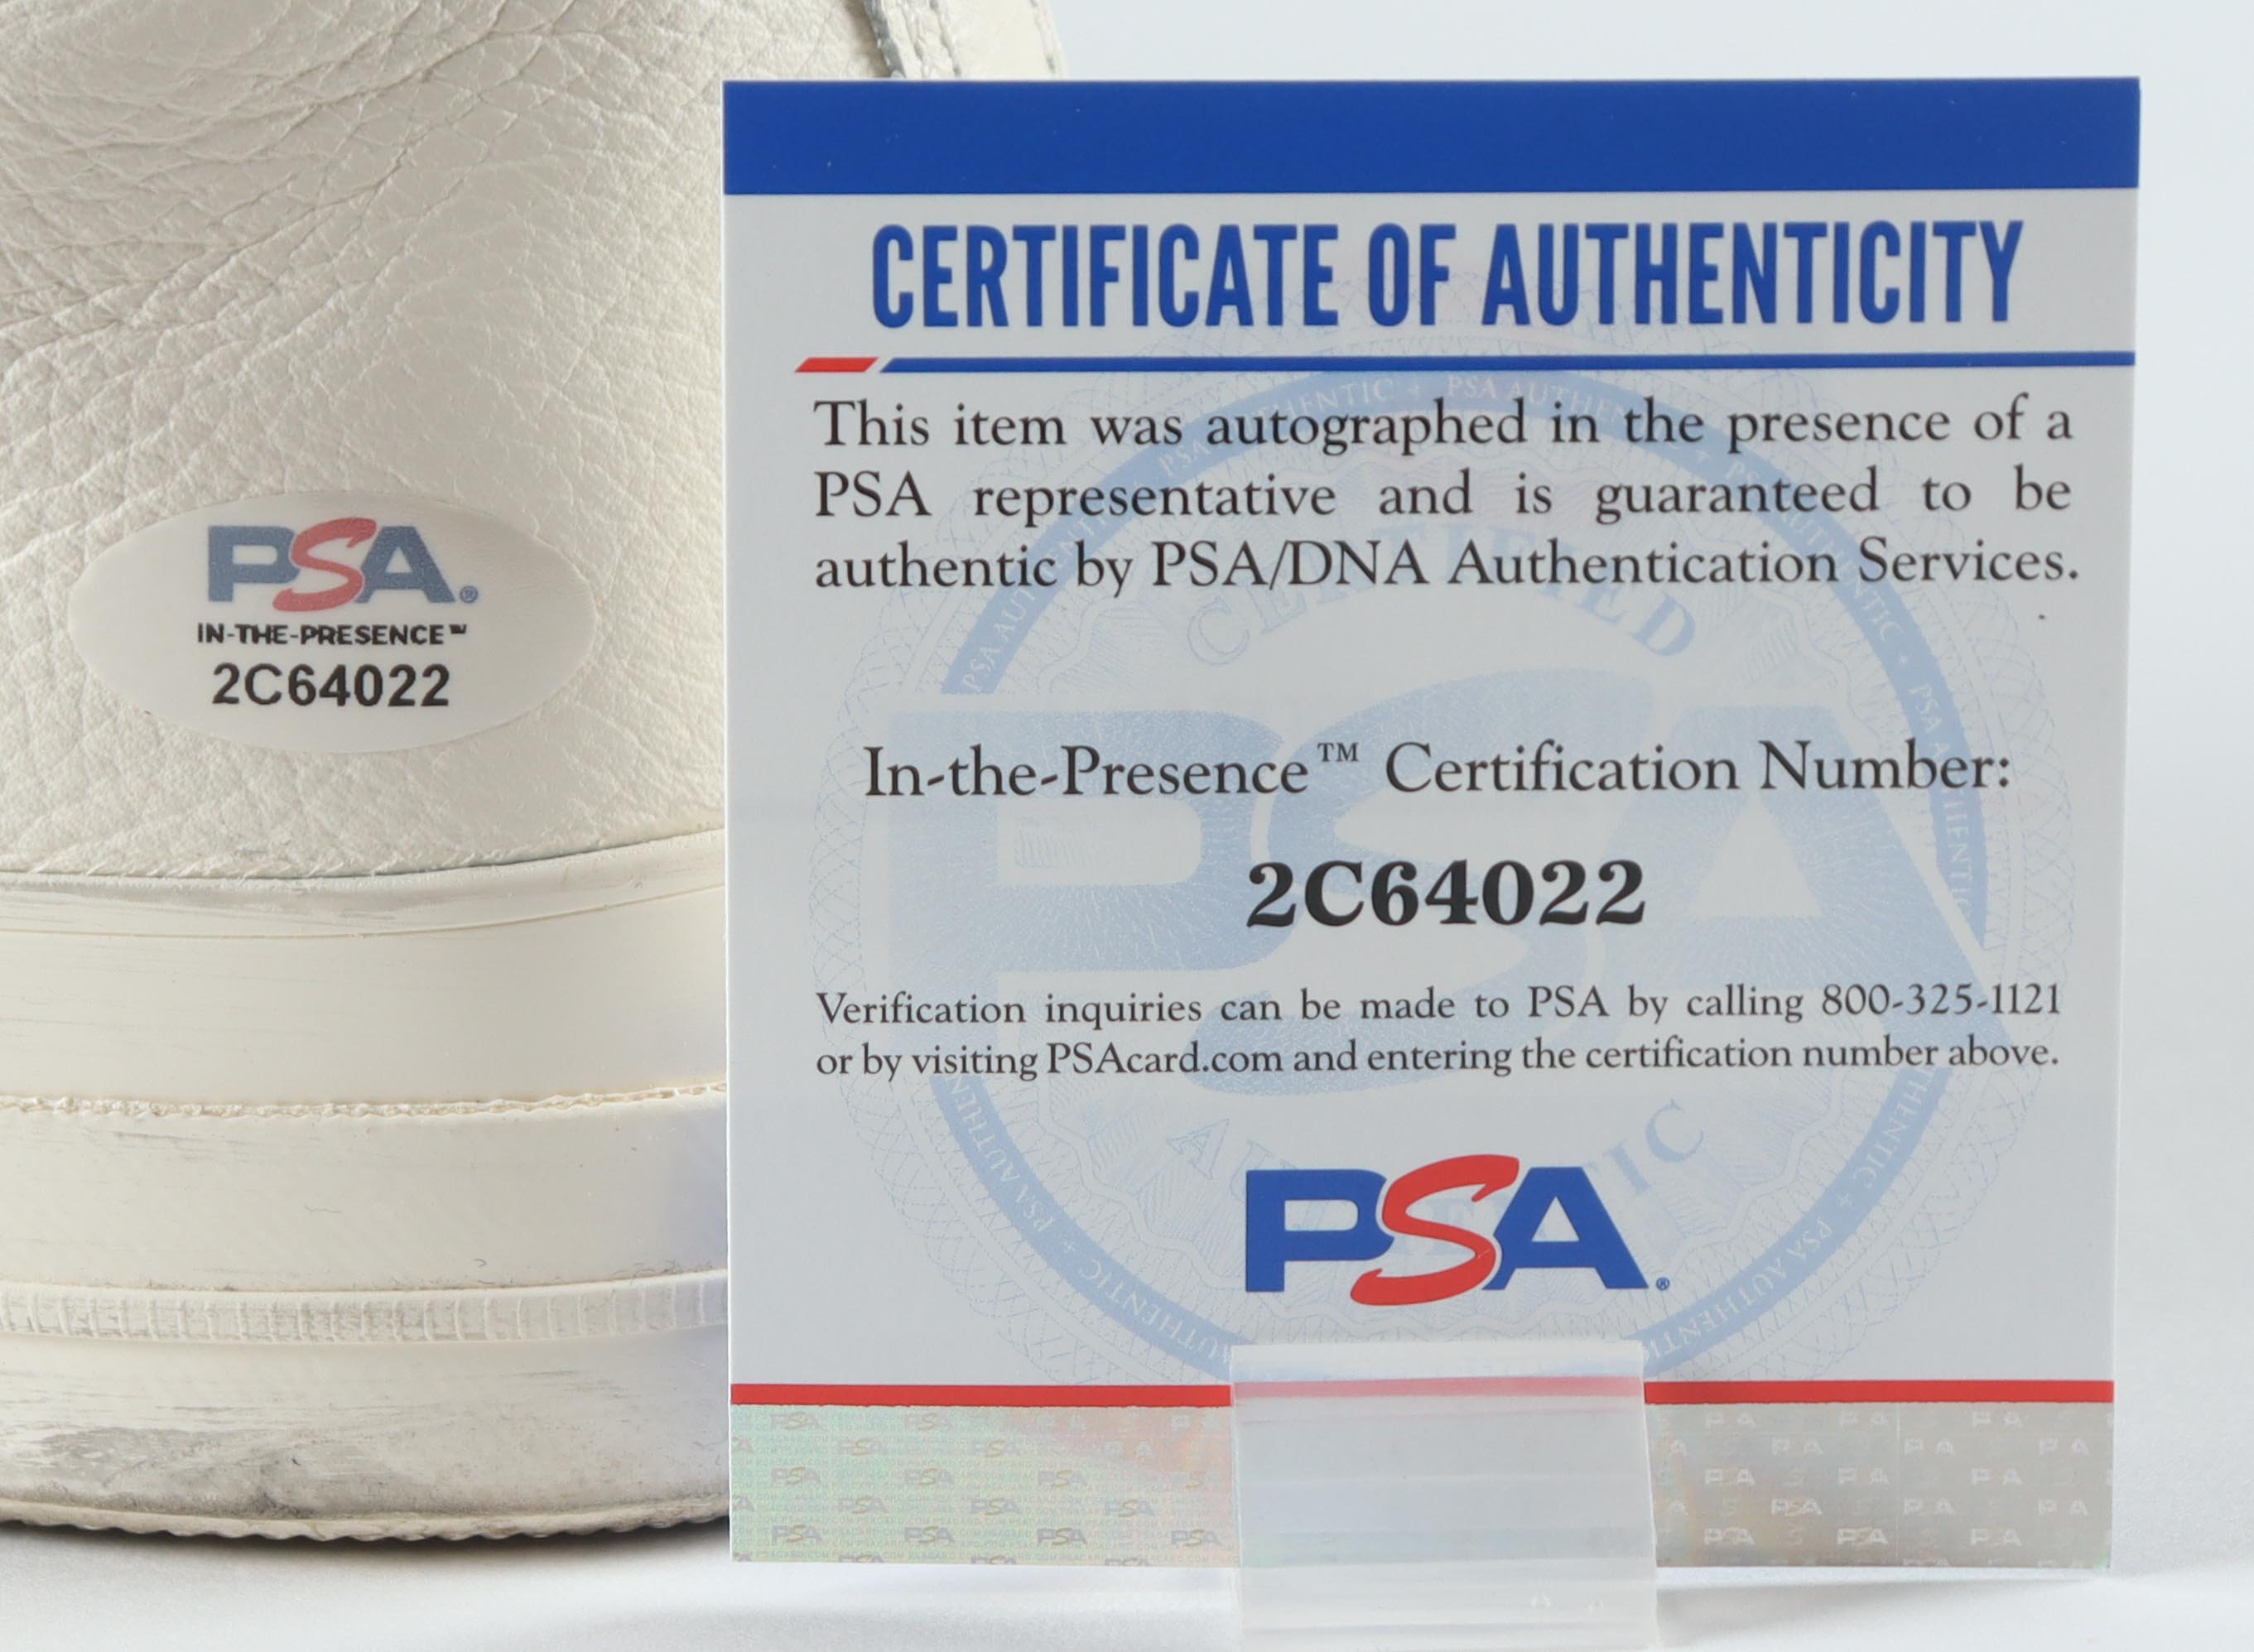 PSA®
IN-THE-PRESENCE™
2C64022
CERTIFICATE OF AUTHENTICITY
This item was autographed in the presence of a
PSA representative and is guaranteed to be
authentic by PSA/DNA Authentication Services.
In-the-Presence™ Certification Number:
2C64022
Verification inquiries can be made to PSA by calling 800-325-1121
or by visiting PSAcard.com and entering the certification number above.
PSA®